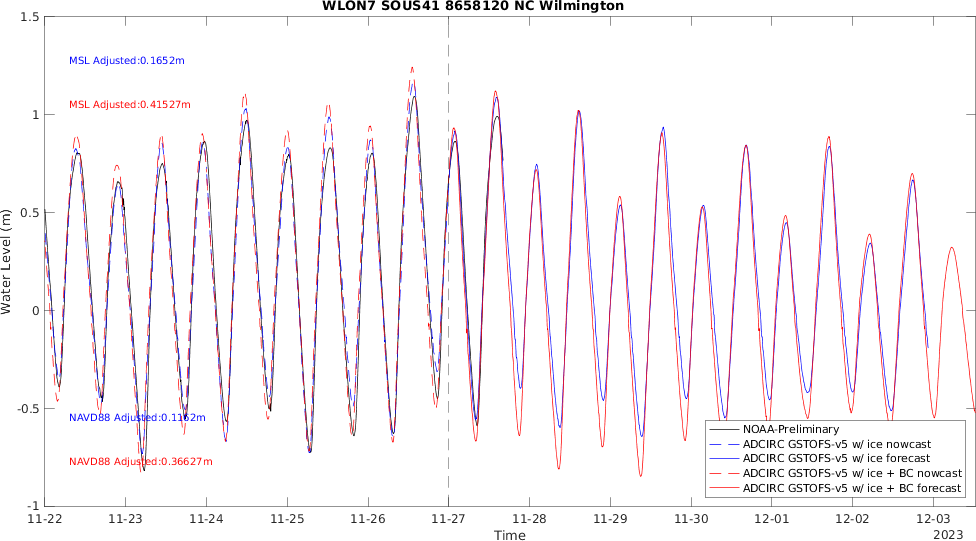 WLON7 SOUS41 8658120 NC Wilmington
1.5
MSL Adjusted:0.1652m
MSL Adjusted:0.41527m
1
0.5
Water Level (m)
0
-0.5
NAVD88 Adjusted:0.1162m
NAVD88 Adjusted:0.36627m
-1
NOAA-Preliminary
ADCIRC GSTOFS-v5 w/ ice nowcast
ADCIRC GSTOFS-v5 w/ ice forecast
ADCIRC GSTOFS-v5 w/ ice + BC nowcast
ADCIRC GSTOFS-v5 w/ ice + BC forecast
11-22 11-23 11-24 11-25 11-26 11-27 11-28 11-29 11-30 12-01 12-02 12-03
Time
2023